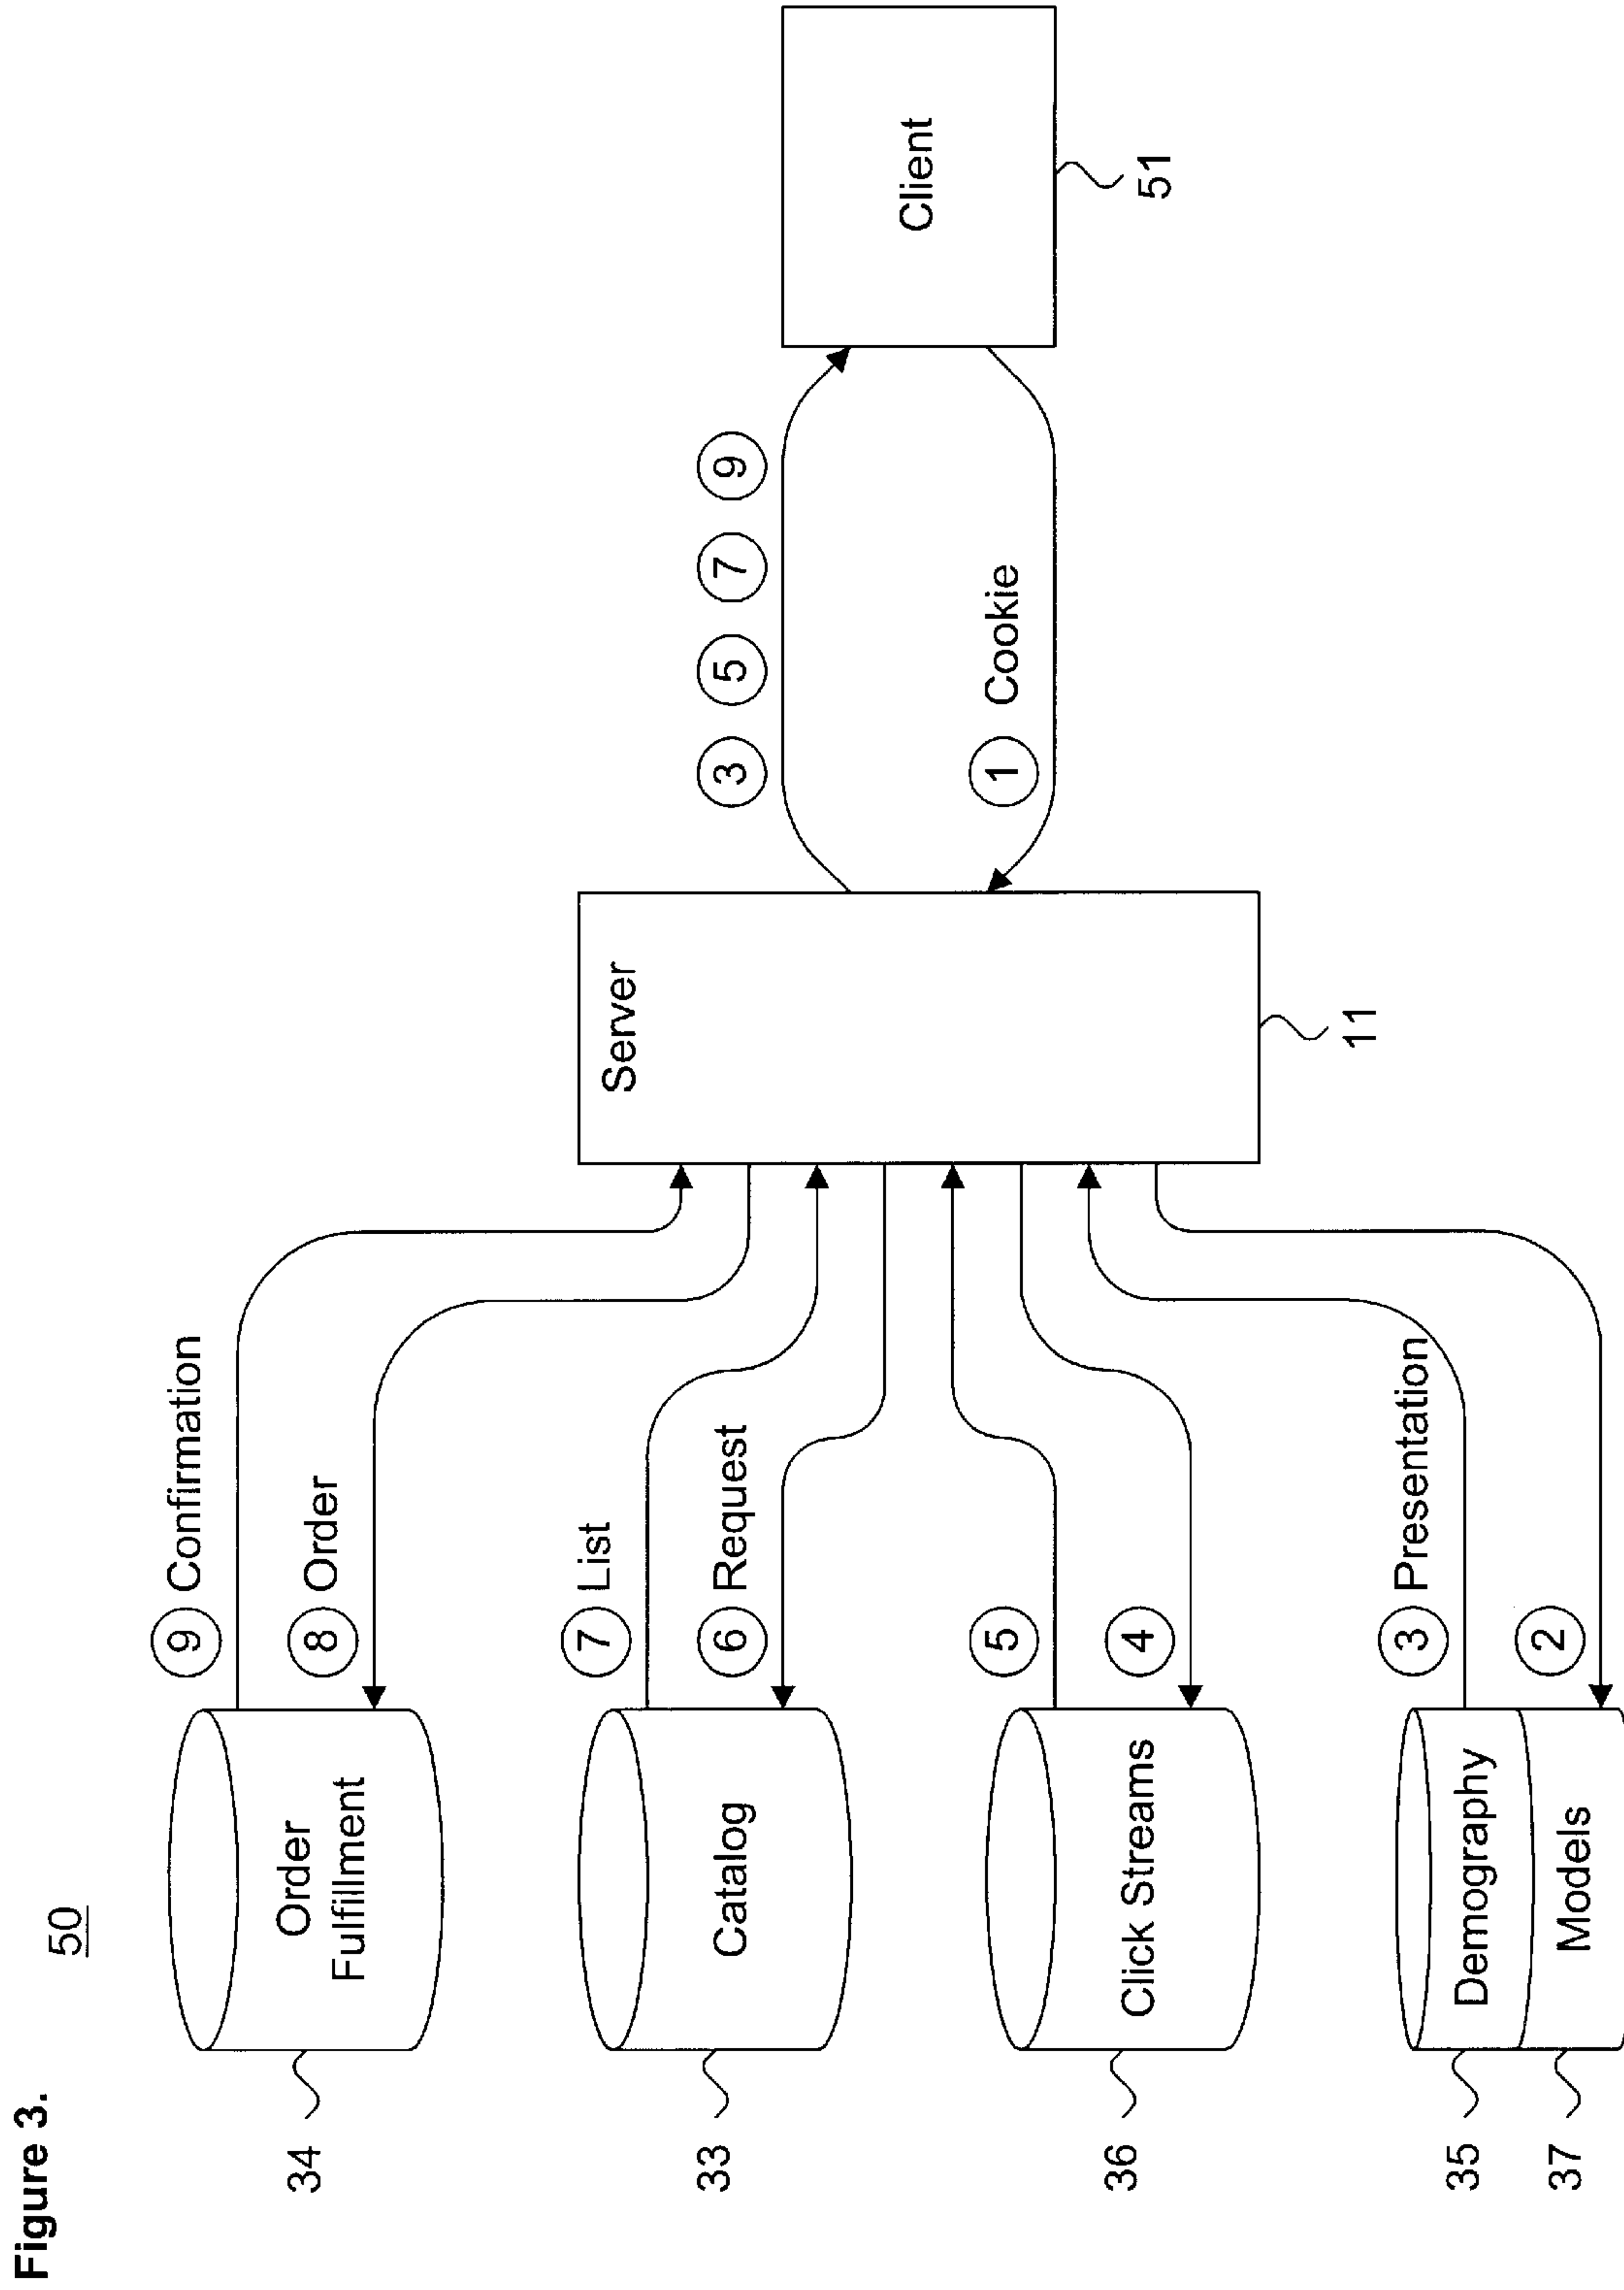 Figure 3.
50
34
Order
Fulfillment
9 Confirmation
8 Order
33
Catalog
7 List
6 Request
36
Click Streams
5
4
35
Demography
3 Presentation
37
Models
2
Server
11
3 5 7 9
1 Cookie
Client
51